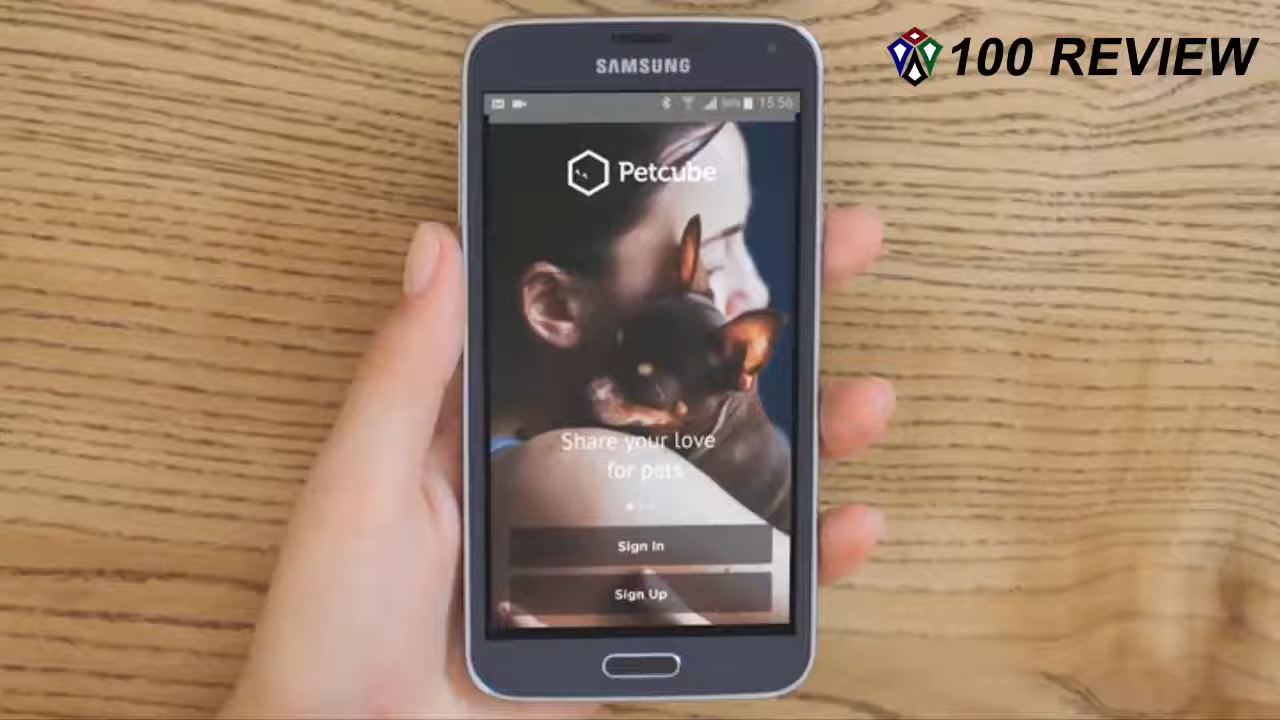 100 REVIEW
SAMSUNG
15:56
Petcube
Share your love
for pets
Sign In
Sign Up